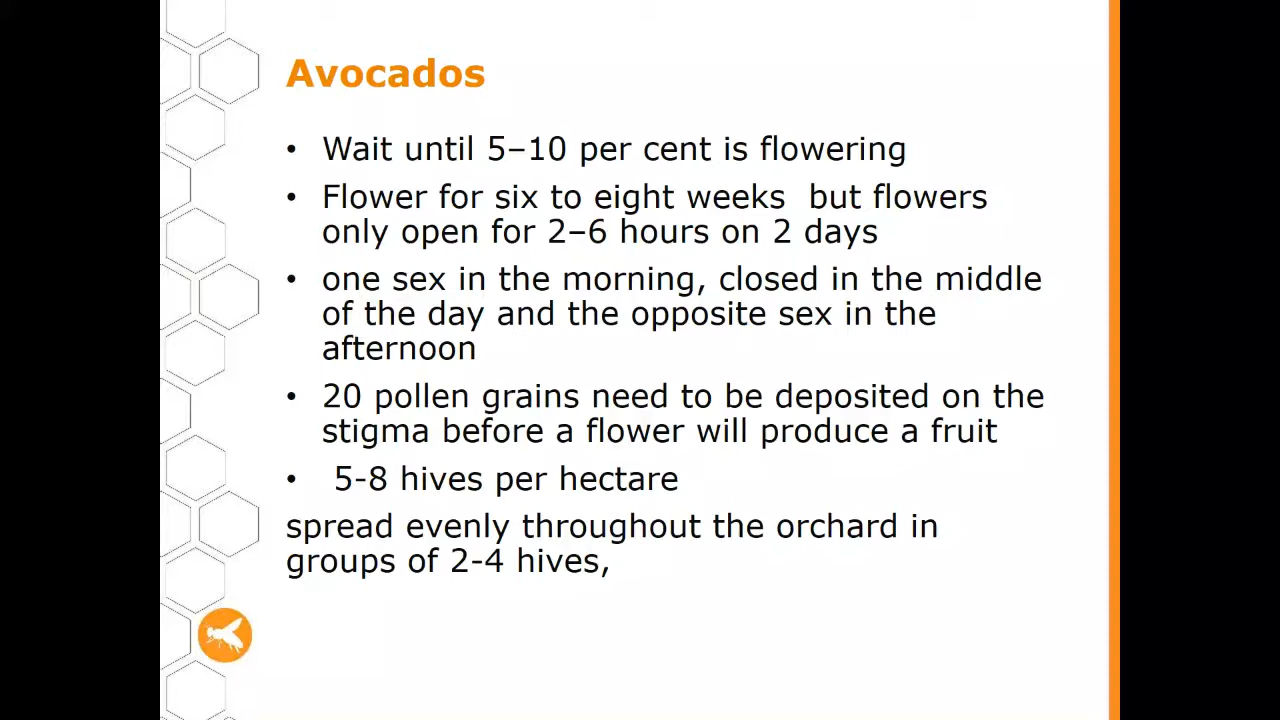 Avocados
• Wait until 5–10 per cent is flowering
• Flower for six to eight weeks  but flowers
only open for 2–6 hours on 2 days
• one sex in the morning, closed in the middle
of the day and the opposite sex in the
afternoon
• 20 pollen grains need to be deposited on the
stigma before a flower will produce a fruit
• 5-8 hives per hectare
spread evenly throughout the orchard in
groups of 2-4 hives,